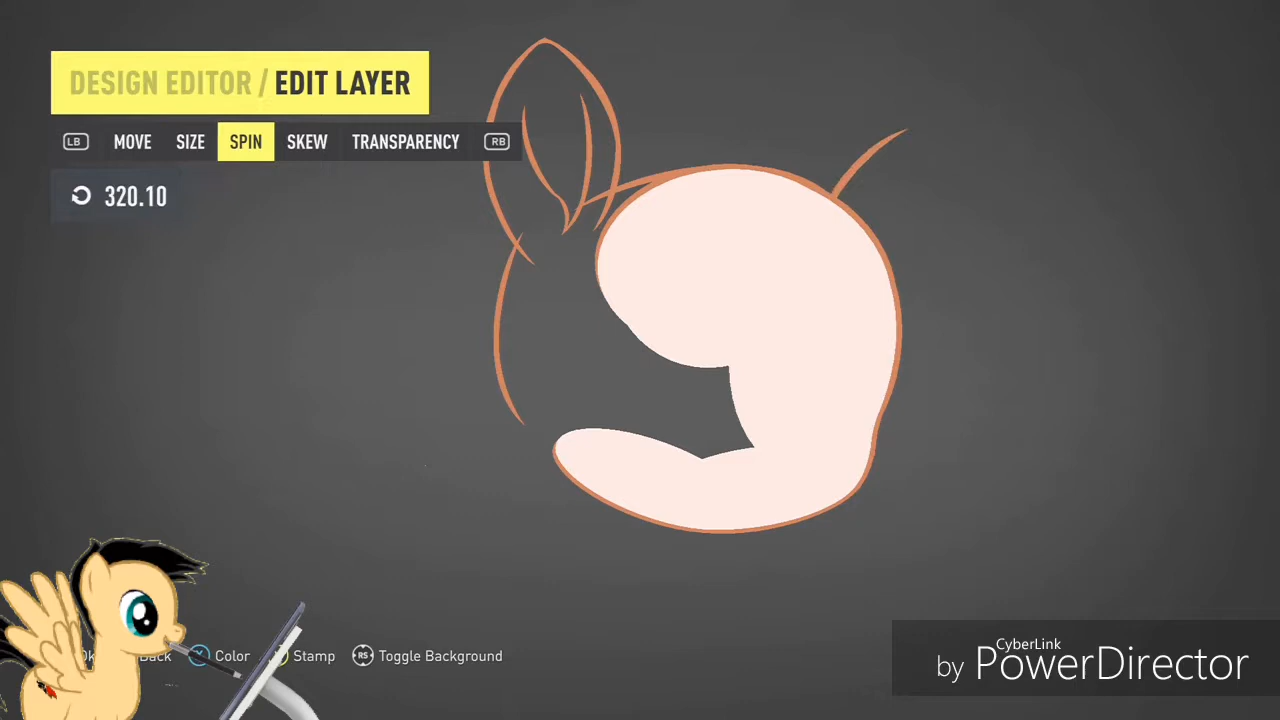 DESIGN EDITOR / EDIT LAYER
LB MOVE SIZE SPIN SKEW TRANSPARENCY RB
320.10
Back Color Stamp RS Toggle Background
CyberLink
by PowerDirector